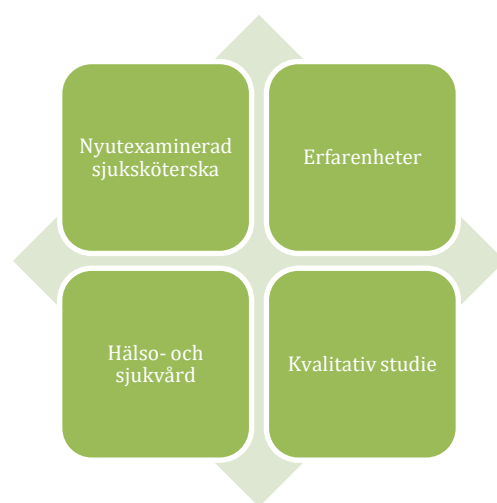 Nyutexaminerad
sjuksköterska
Erfarenheter
Hälso- och
sjukvård
Kvalitativ studie